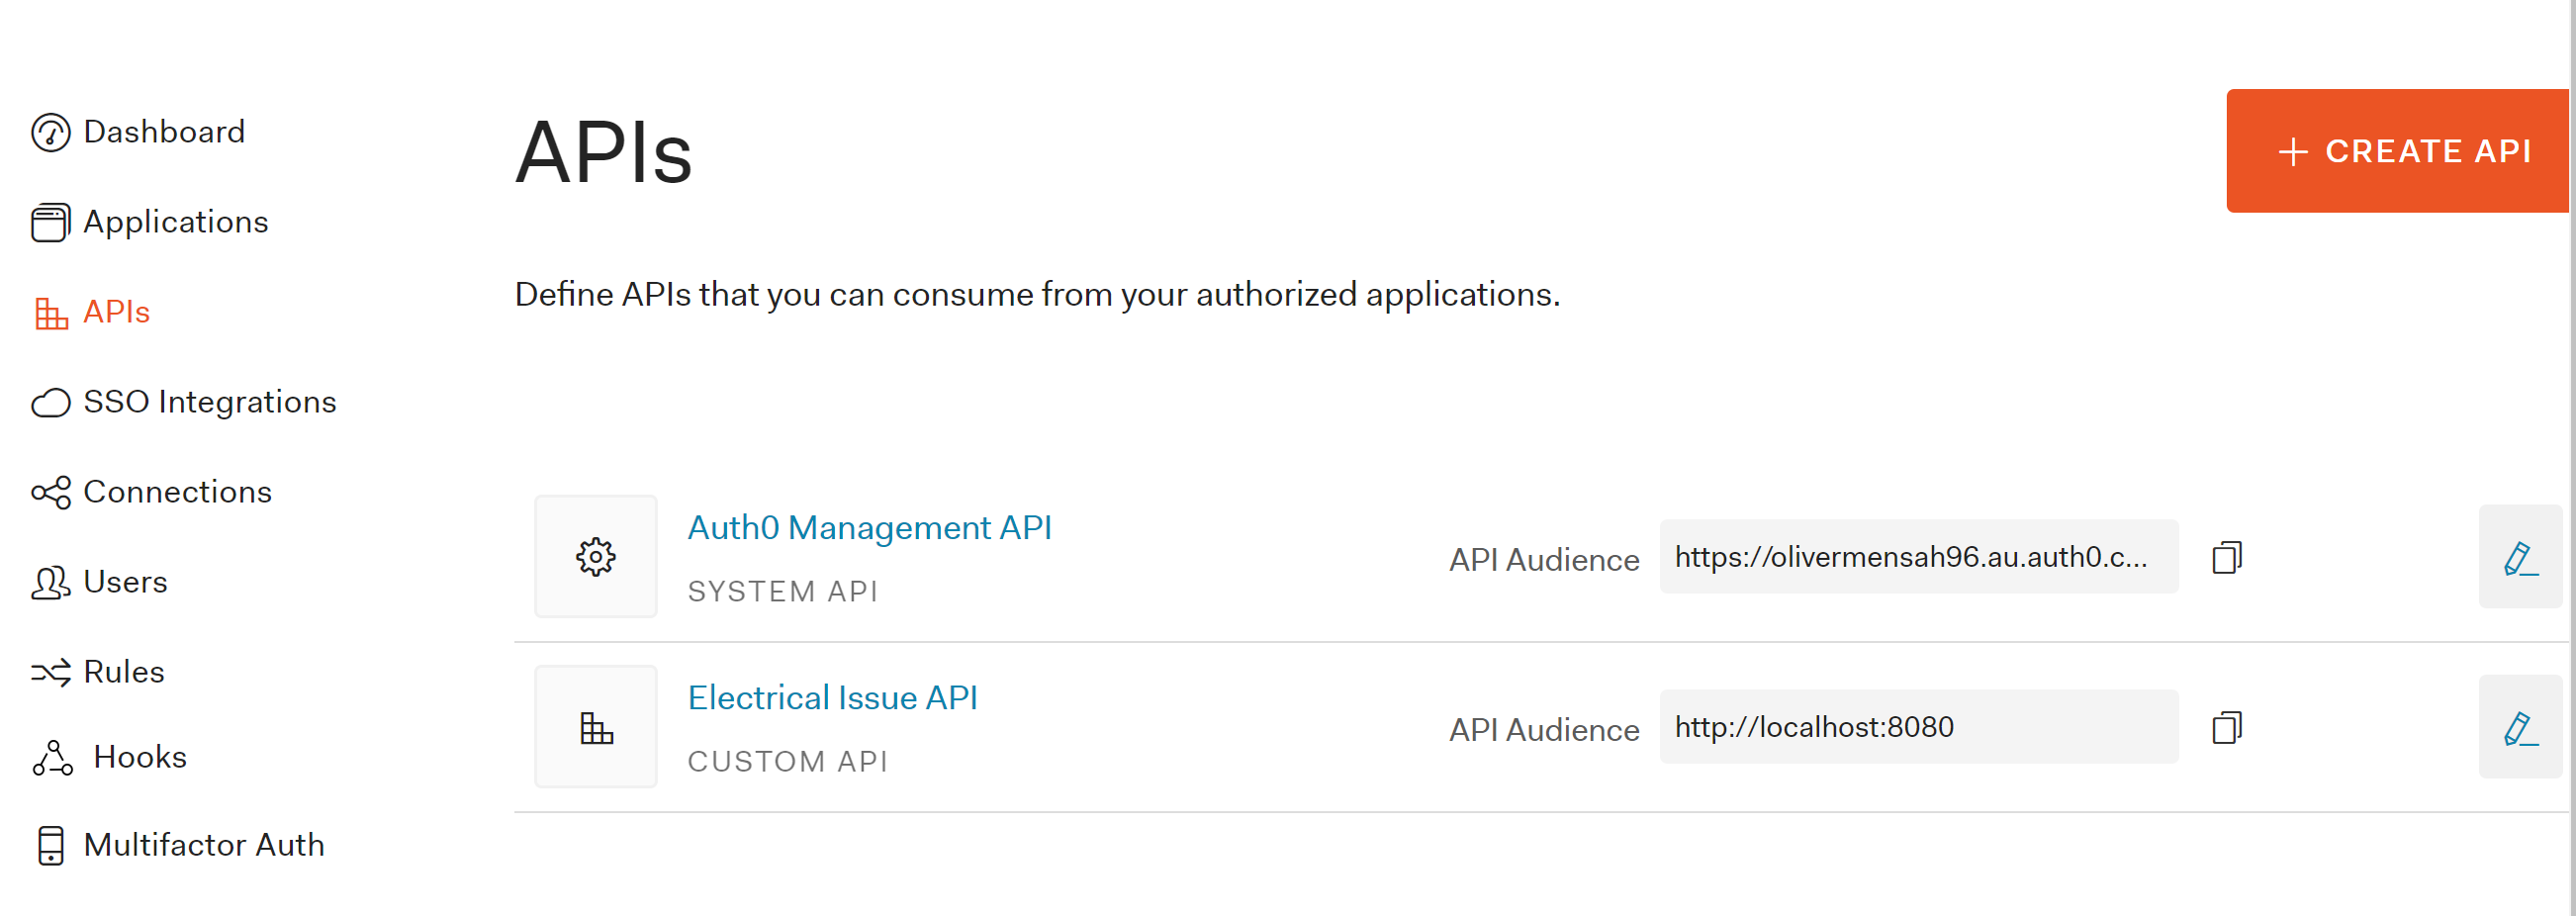 Dashboard
Applications
APIs
SSO Integrations
Connections
Users
Rules
Hooks
Multifactor Auth
APIs
+ CREATE API
Define APIs that you can consume from your authorized applications.
Auth0 Management API
SYSTEM API
API Audience
https://olivermensah96.au.auth0.c...
Electrical Issue API
CUSTOM API
API Audience
http://localhost:8080